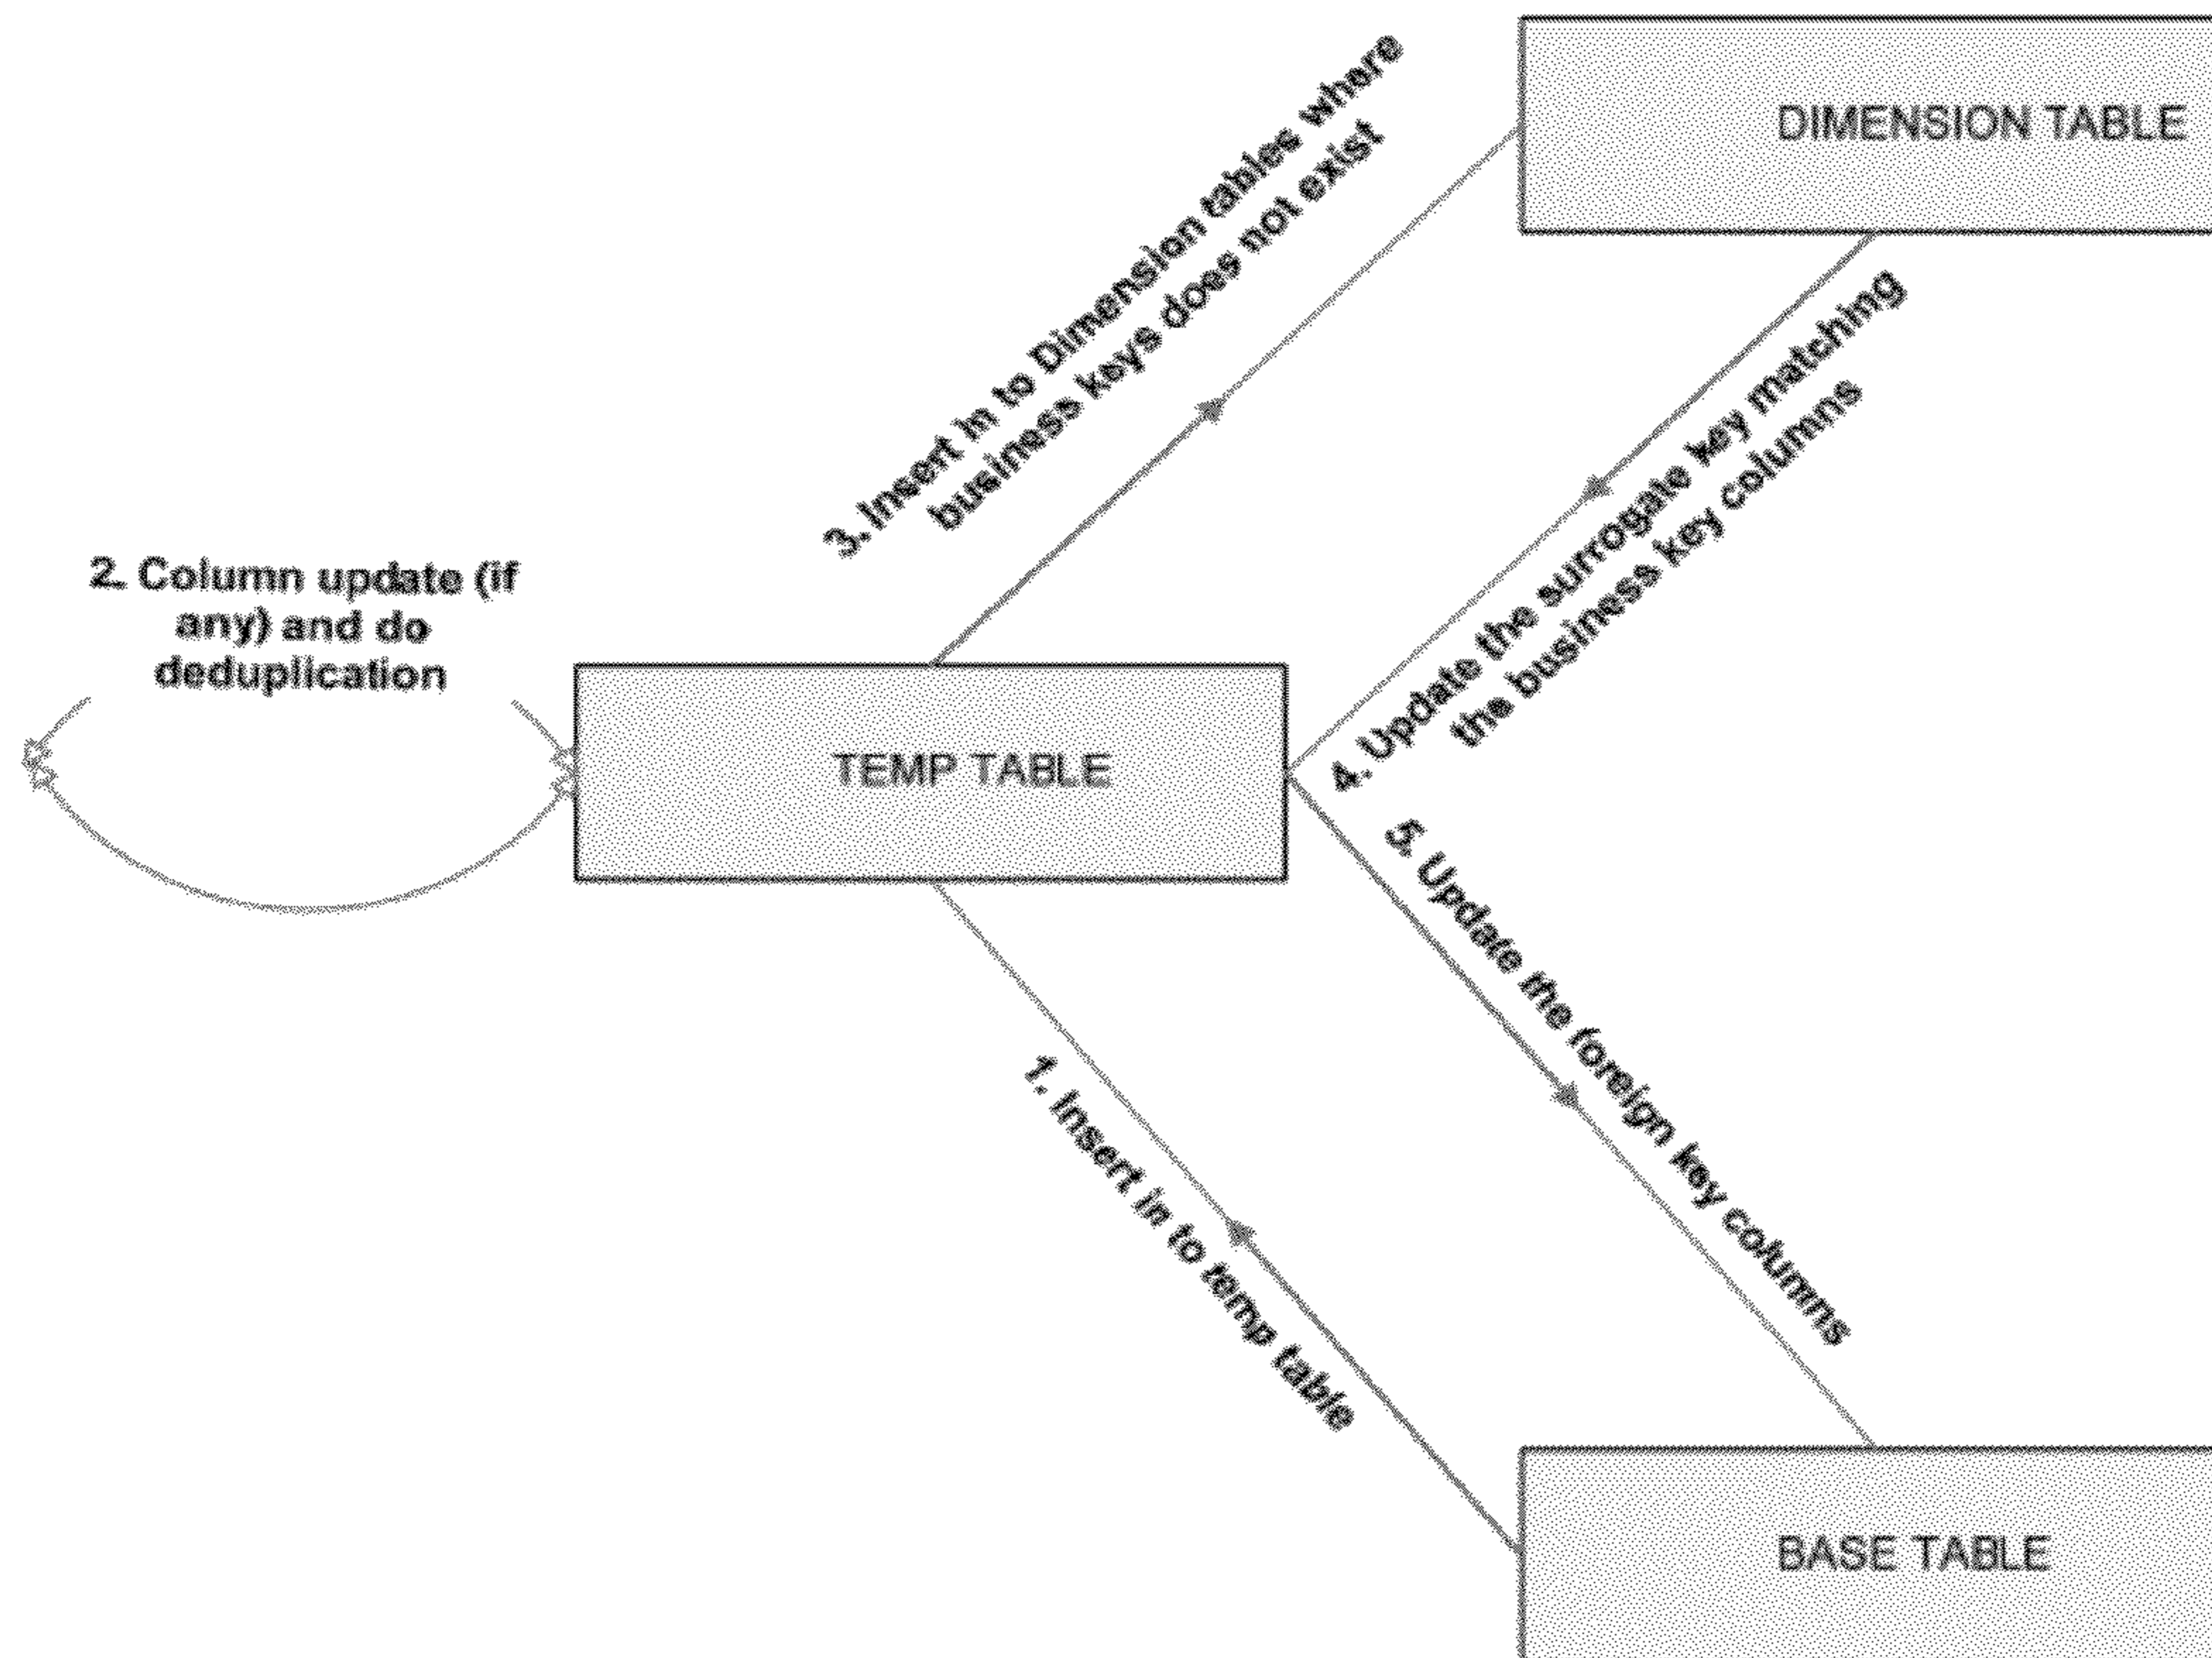 DIMENSION TABLE
3. Insert in to Dimension tables where
business keys does not exist
4. Update the surrogate key matching
the business key columns
2. Column update (if
any) and do
deduplication
TEMP TABLE
5. Update the foreign key columns
1. Insert in to temp table
BASE TABLE